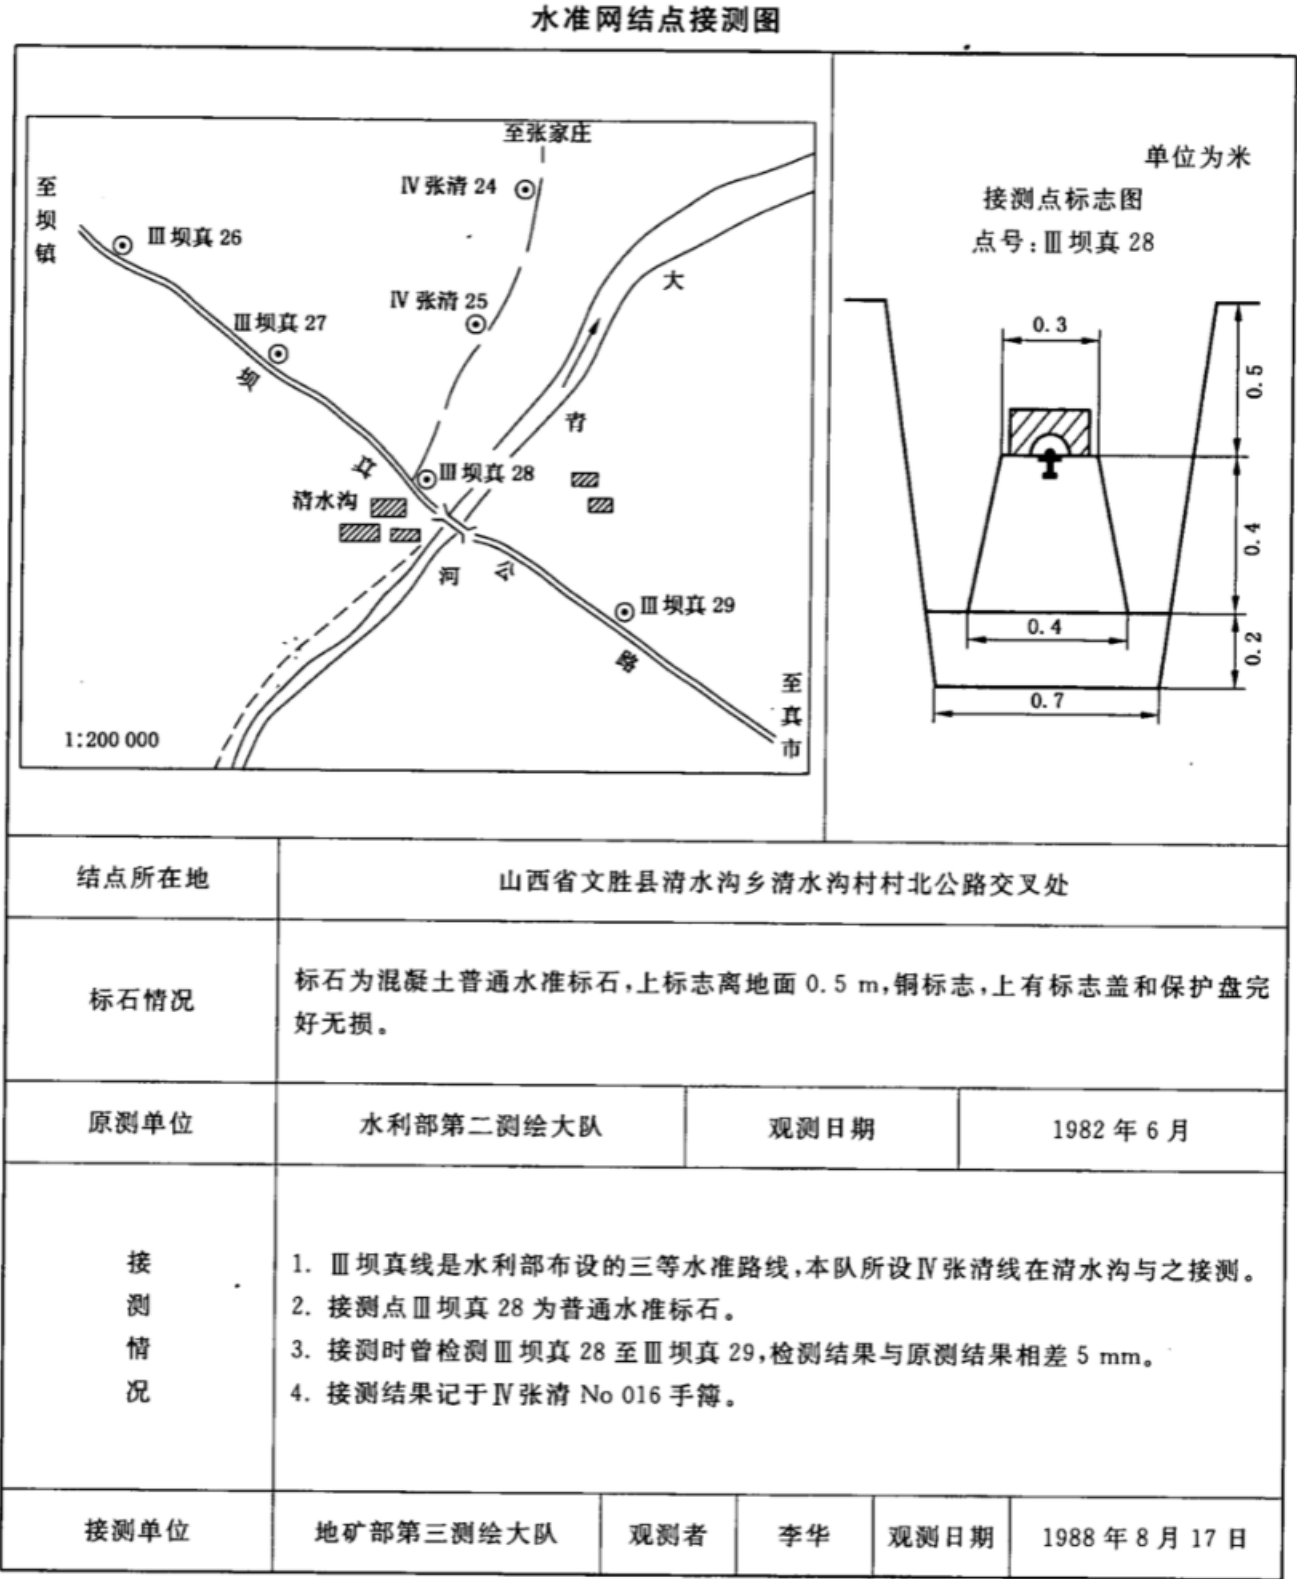 水准网结点接测图
至张家庄
至坝镇
Ⅳ张清 24
Ⅲ坝真 26
Ⅳ 张清 25
Ⅲ坝真 27
大
青
河
坝
真
公
路
Ⅲ坝真 28
清水沟
Ⅲ坝真 29
至真市
1:200 000
单位为米
接测点标志图
点号:Ⅲ坝真 28
0.3
0.5
0.4
0.4
0.2
0.7
结点所在地
山西省文胜县清水沟乡清水沟村村北公路交叉处
标石情况
标石为混凝土普通水准标石,上标志离地面 0.5 m,铜标志,上有标志盖和保护盘完
好无损。
原测单位
水利部第二测绘大队
观测日期
1982 年 6 月
接测情况
1. Ⅲ坝真线是水利部布设的三等水准路线,本队所设Ⅳ张清线在清水沟与之接测。
2. 接测点Ⅲ坝真 28 为普通水准标石。
3. 接测时曾检测Ⅲ坝真 28 至Ⅲ坝真 29,检测结果与原测结果相差 5 mm。
4. 接测结果记于Ⅳ张清 No 016 手簿。
接测单位
地矿部第三测绘大队
观测者
李华
观测日期
1988 年 8 月 17 日